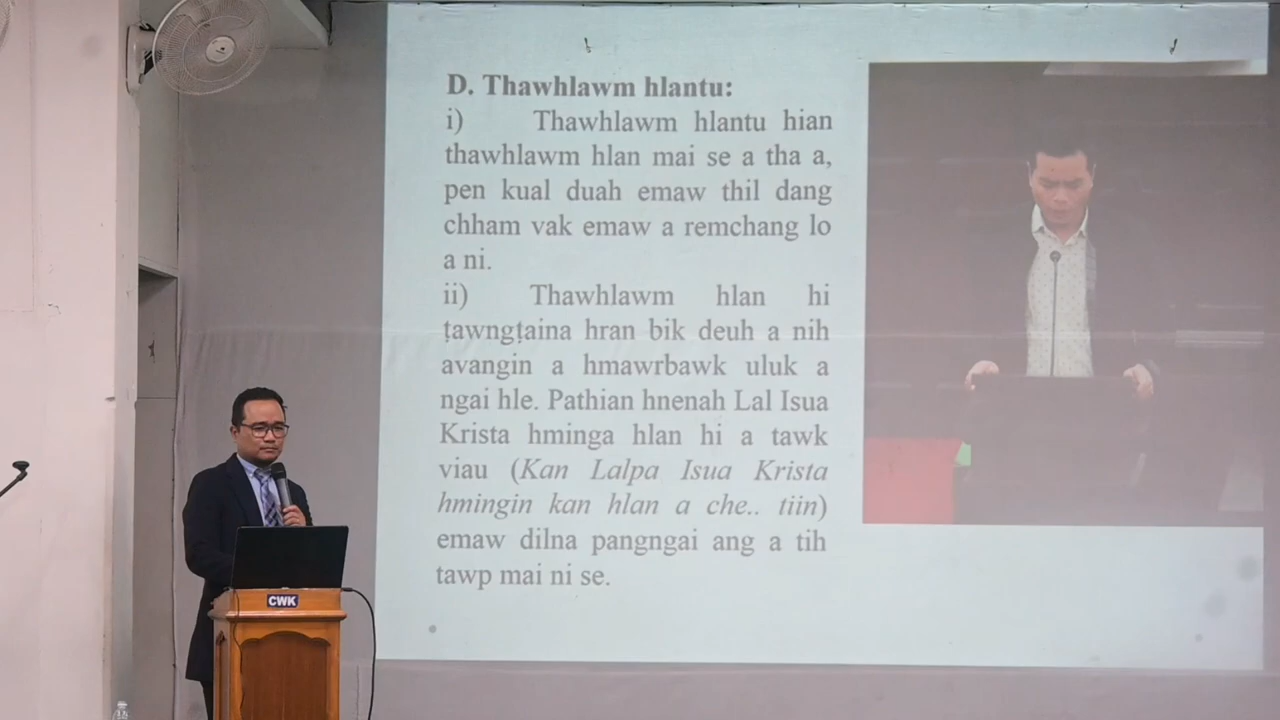 D. Thawhlawm hlantu:
i) Thawhlawm hlantu hian
thawhlawm hlan mai se a tha a,
pen kual duah emaw thil dang
chham vak emaw a remchang lo
a ni.
ii) Thawhlawm hlan hi
ṭawngṭaina hran bik deuh a nih
avangin a hmawrbawk uluk a
ngai hle. Pathian hnenah Lal Isua
Krista hminga hlan hi a tawk
viau (Kan Lalpa Isua Krista
hmingin kan hlan a che.. tiin)
emaw dilna pangngai ang a tih
tawp mai ni se.
CWK